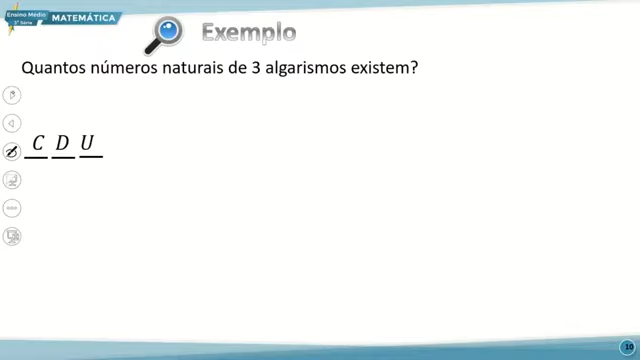 Ensino Médio
3ª Série
MATEMÁTICA
Exemplo
Quantos números naturais de 3 algarismos existem?
C D U
10